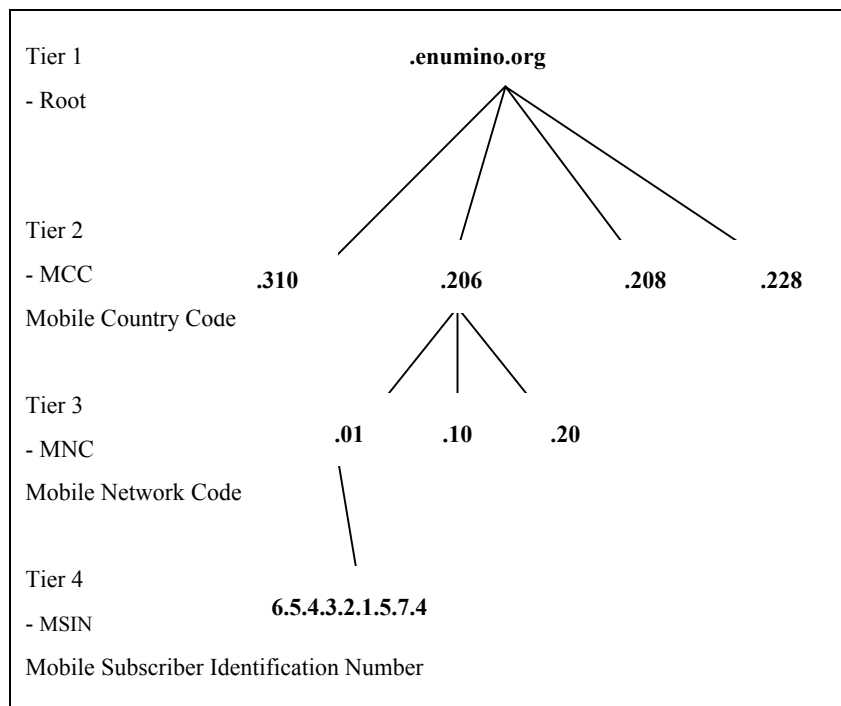 Tier 1
.enumino.org
- Root
Tier 2
- MCC
.310 .206 .208 .228
Mobile Country Code
Tier 3
- MNC
.01 .10 .20
Mobile Network Code
Tier 4
6.5.4.3.2.1.5.7.4
- MSIN
Mobile Subscriber Identification Number